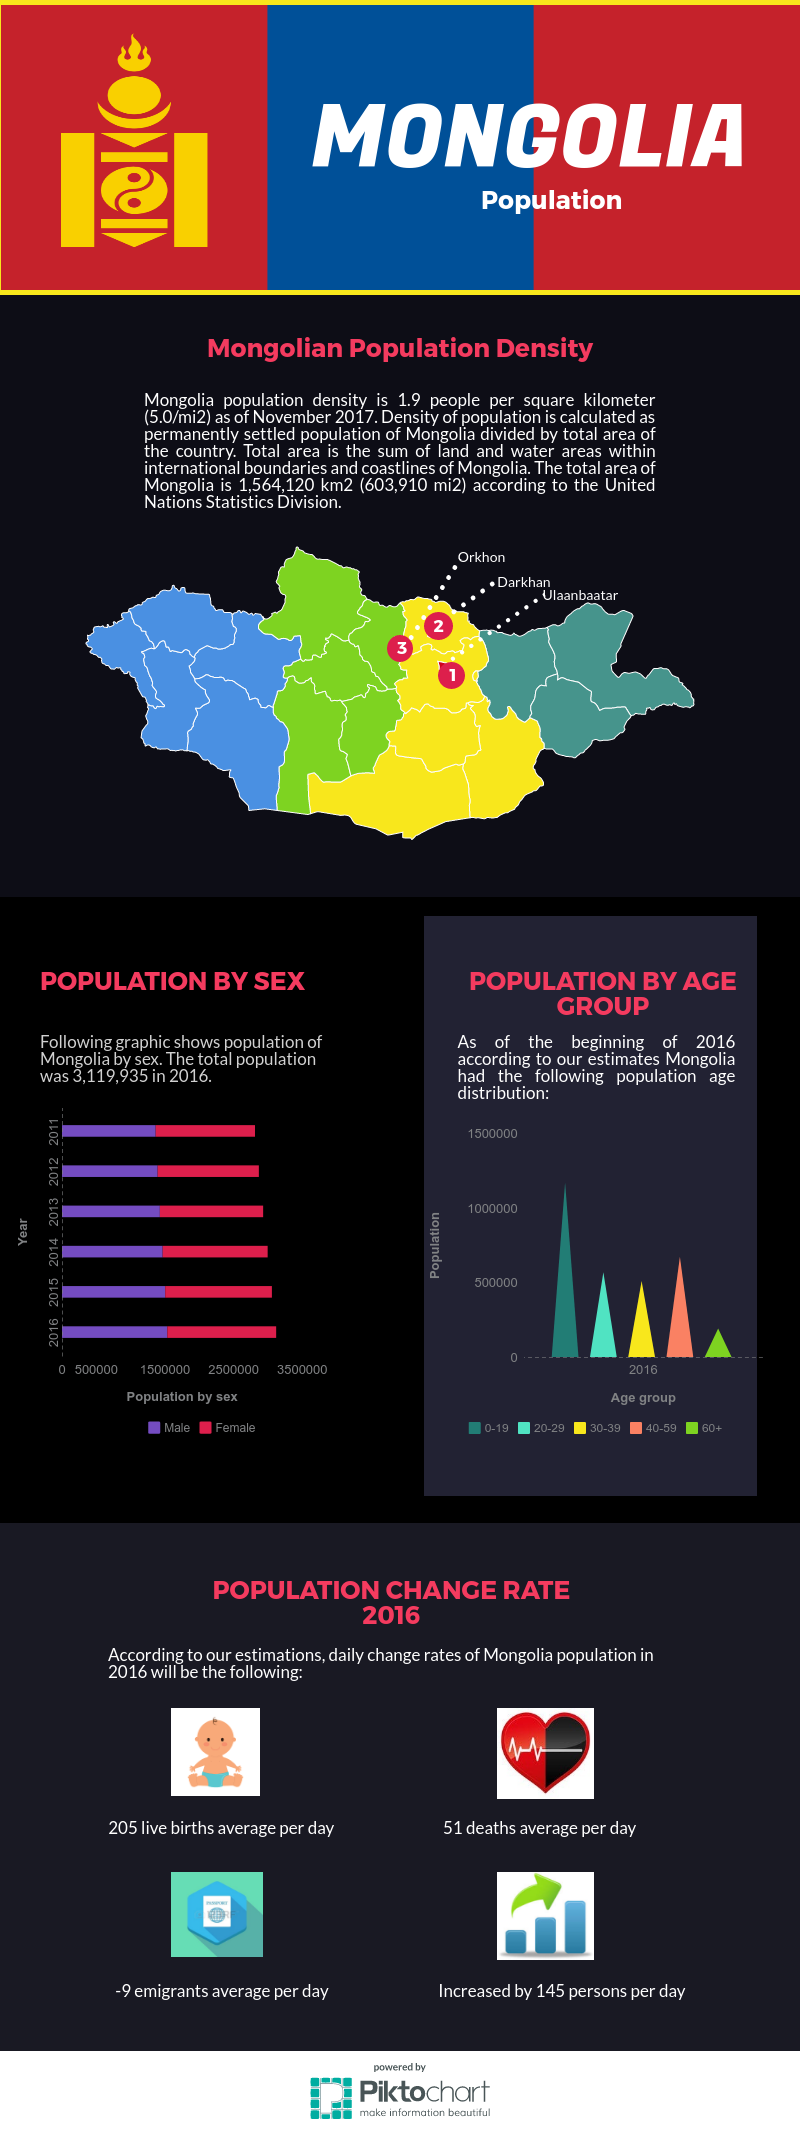 MONGOLIA
Population
Mongolian Population Density
Mongolia population density is 1.9 people per square kilometer
(5.0/mi2) as of November 2017. Density of population is calculated as
permanently settled population of Mongolia divided by total area of
the country. Total area is the sum of land and water areas within
international boundaries and coastlines of Mongolia. The total area of
Mongolia is 1,564,120 km2 (603,910 mi2) according to the United
Nations Statistics Division.
Orkhon
Darkhan
Ulaanbaatar
2
3
1
POPULATION BY SEX
Following graphic shows population of
Mongolia by sex. The total population
was 3,119,935 in 2016.
Year
2011
2012
2013
2014
2015
2016
0 500000 1500000 2500000 3500000
Population by sex
Male Female
POPULATION BY AGE
GROUP
As of the beginning of 2016
according to our estimates Mongolia
had the following population age
distribution:
Population
1500000
1000000
500000
0
2016
Age group
0-19 20-29 30-39 40-59 60+
POPULATION CHANGE RATE
2016
According to our estimations, daily change rates of Mongolia population in
2016 will be the following:
205 live births average per day
51 deaths average per day
-9 emigrants average per day
Increased by 145 persons per day
powered by
Piktochart
make information beautiful